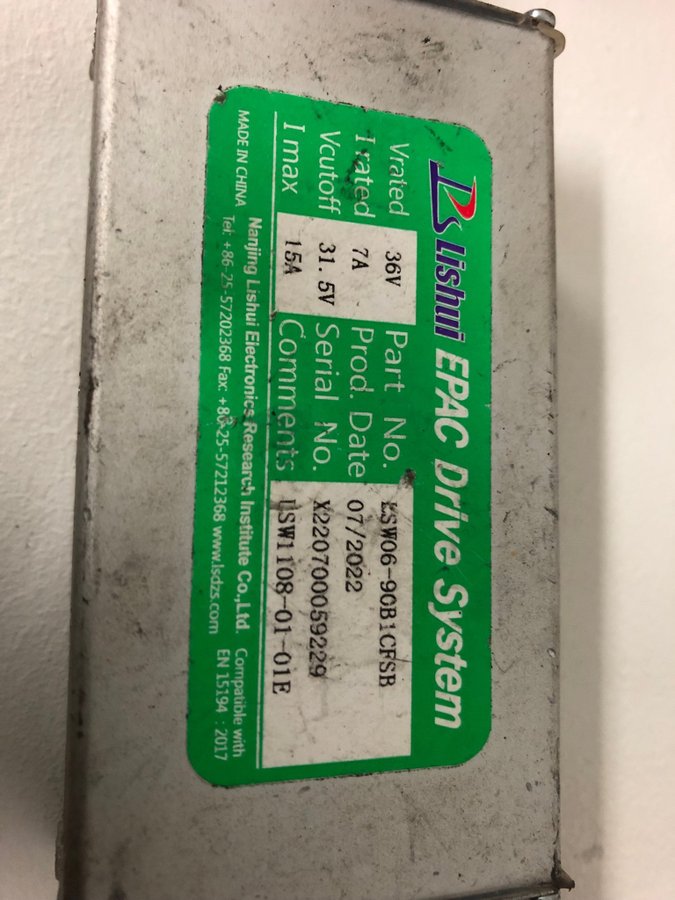 Lishui EPAC Drive System
Vrated 36V Part No. LSW06-90B1CFSB
I rated 7A Prod. Date 07/2022
Vcutoff 31.5V Serial No. X220700059229
I max 15A Comments LSW1108-01-01E
Nanjing Lishui Electronics Research Institute Co.,Ltd. Compatible with
MADE IN CHINA Tel: +86-25-57202368 Fax: +86-25-57212368 www.lsdzs.com EN 15194 : 2017